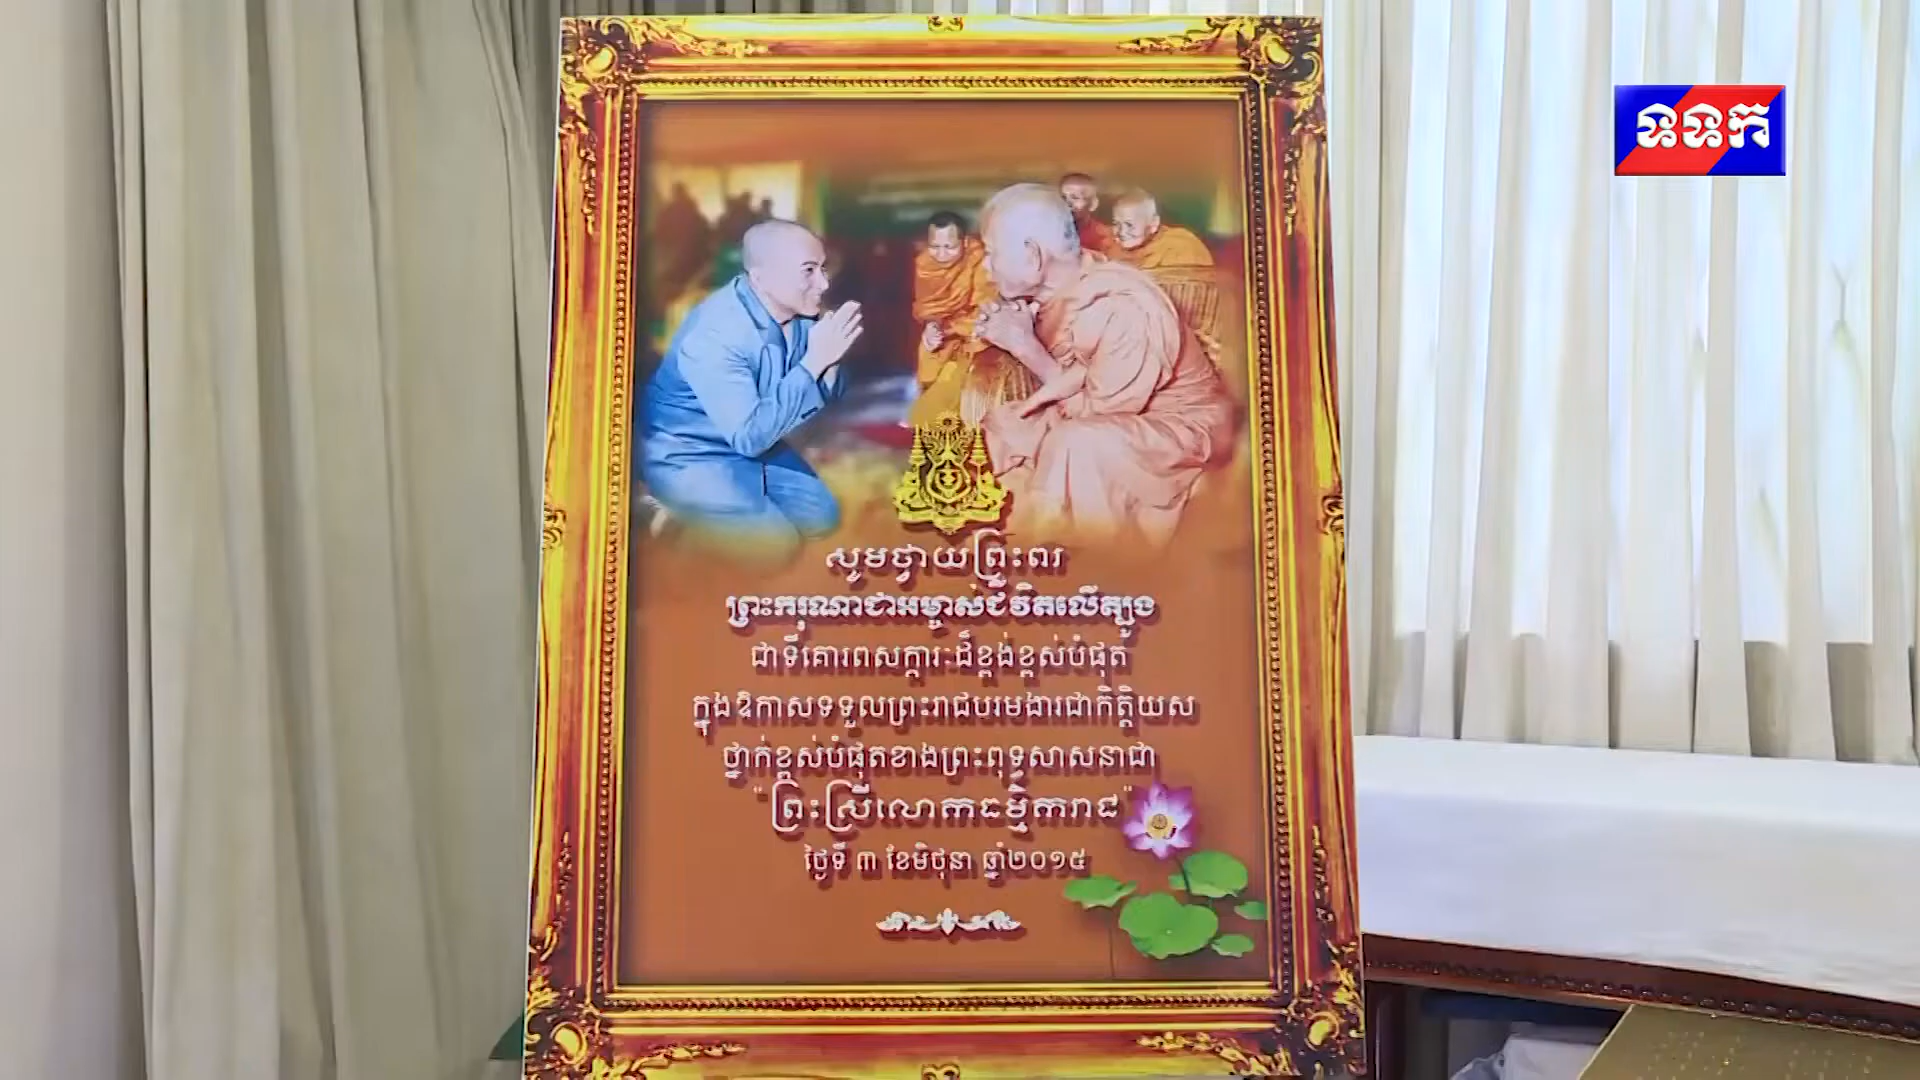 ទទក
សូមថ្វាយព្រះពរ
ព្រះករុណាជាអម្ចាស់ជីវិតលើត្បូង
ជាទីគោរពសក្ការៈដ៏ខ្ពង់ខ្ពស់បំផុត
ក្នុងឱកាសទទួលព្រះរាជបរមងារជាកិត្តិយស
ថ្នាក់ខ្ពស់បំផុតខាងព្រះពុទ្ធសាសនាជា
"ព្រះស្រីលោកធម្មិករាជ"
ថ្ងៃទី ៣ ខែមិថុនា ឆ្នាំ២០១៥